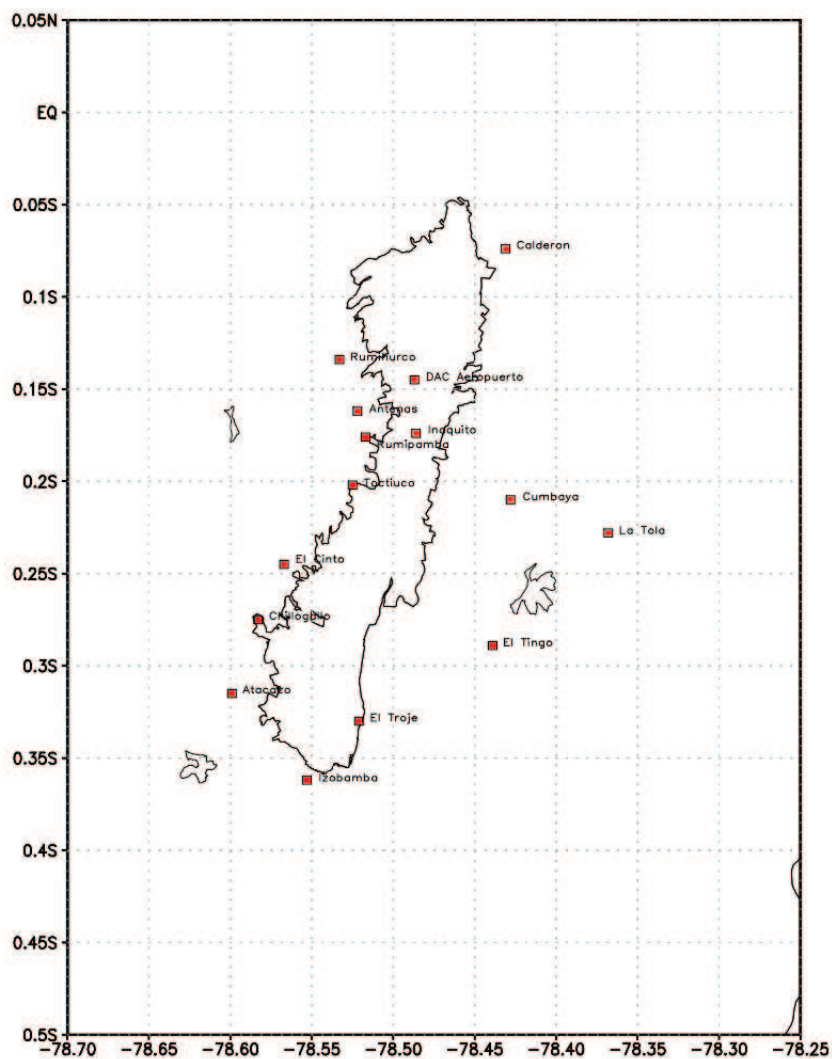 0.05N
EQ
0.05S
Calderon
0.1S
Rumihurco
DAC Aeropuerto
0.15S
Antenas
Inaquito
Rumipamba
0.2S
Toctiuco
Cumbaya
La Tola
El Cinto
0.25S
Chillogallo
El Tingo
0.3S
Atacazo
El Troje
0.35S
Izobamba
0.4S
0.45S
0.5S
-78.70 -78.65 -78.60 -78.55 -78.50 -78.45 -78.40 -78.35 -78.30 -78.25